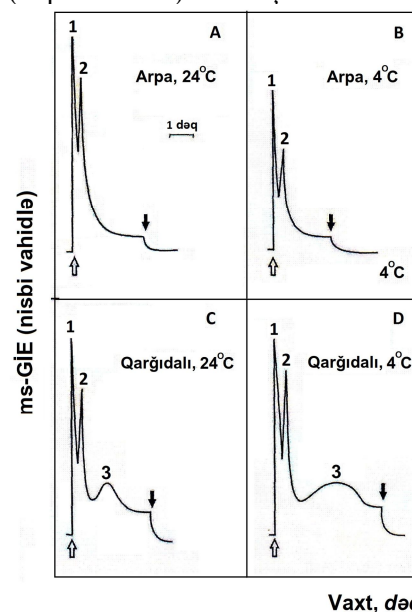 1
A
2
Arpa, 24°C
1 dəq
B
Arpa, 4°C
1
2
4°C
C
1
Qarğıdalı, 24°C
2
3
D
1
Qarğıdalı, 4°C
2
3
ms-GİE (nisbi vahidlə)
Vaxt,